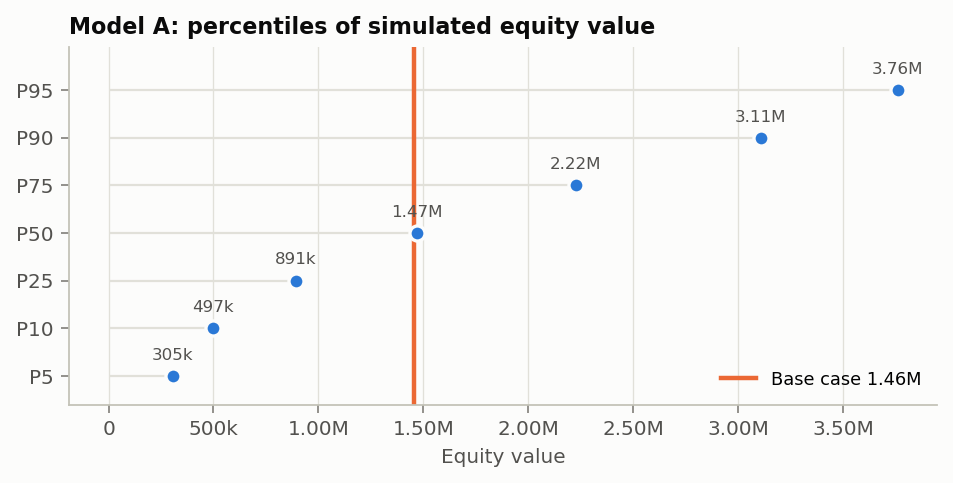 Model A: percentiles of simulated equity value
3.76M
P95
3.11M
P90
2.22M
P75
1.47M
P50
891k
P25
497k
P10
305k
P5
Base case 1.46M
0 500k 1.00M 1.50M 2.00M 2.50M 3.00M 3.50M
Equity value